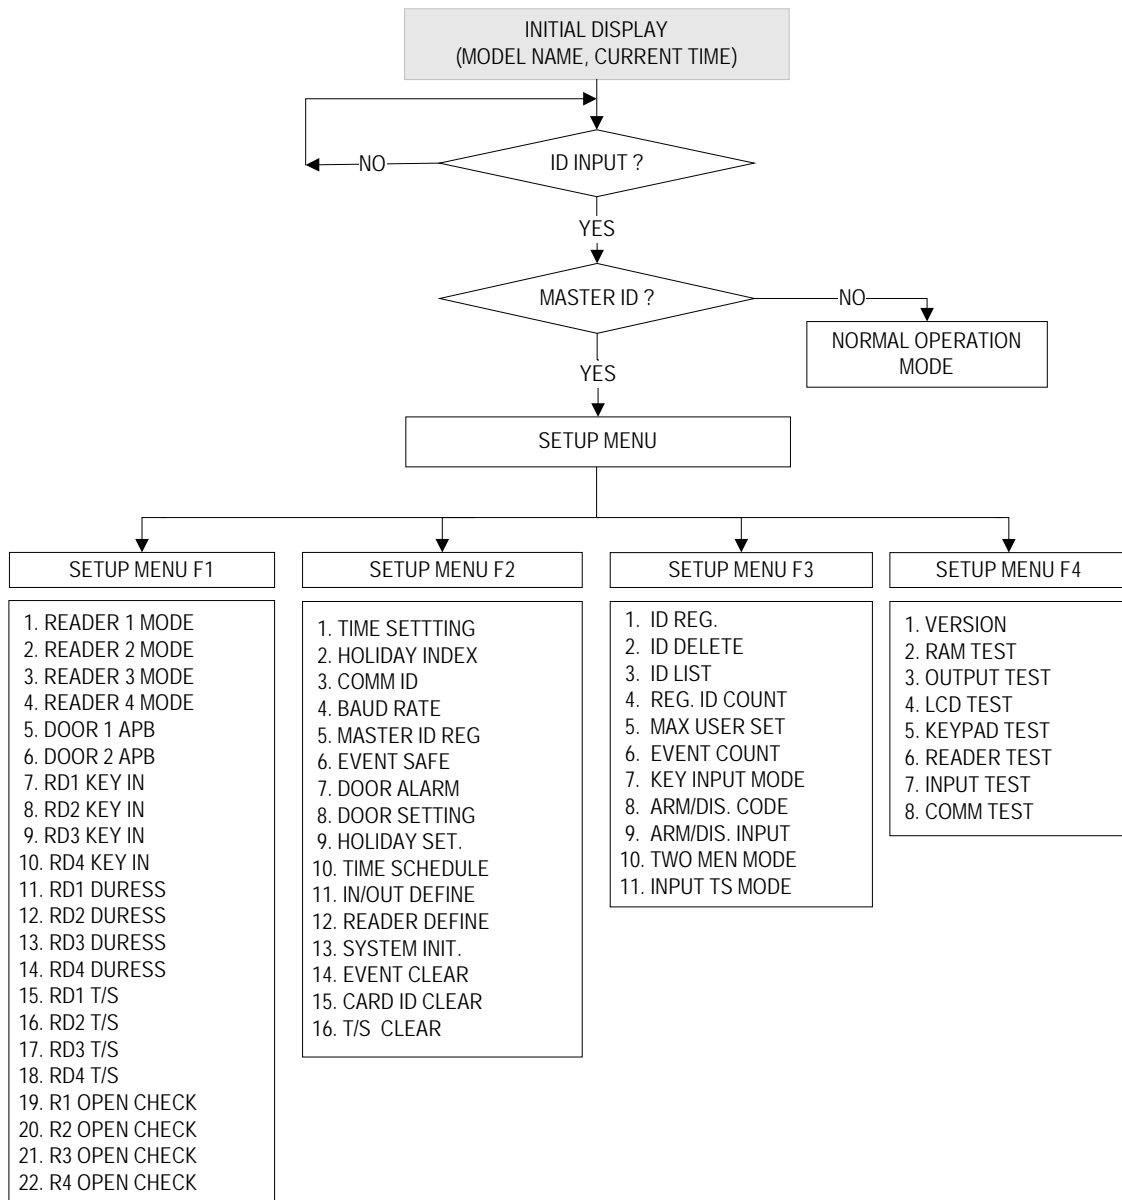 INITIAL DISPLAY
(MODEL NAME, CURRENT TIME)
ID INPUT ?
NO
YES
MASTER ID ?
NO
NORMAL OPERATION
MODE
YES
SETUP MENU
SETUP MENU F1
1. READER 1 MODE
2. READER 2 MODE
3. READER 3 MODE
4. READER 4 MODE
5. DOOR 1 APB
6. DOOR 2 APB
7. RD1 KEY IN
8. RD2 KEY IN
9. RD3 KEY IN
10. RD4 KEY IN
11. RD1 DURESS
12. RD2 DURESS
13. RD3 DURESS
14. RD4 DURESS
15. RD1 T/S
16. RD2 T/S
17. RD3 T/S
18. RD4 T/S
19. R1 OPEN CHECK
20. R2 OPEN CHECK
21. R3 OPEN CHECK
22. R4 OPEN CHECK
SETUP MENU F2
1. TIME SETTTING
2. HOLIDAY INDEX
3. COMM ID
4. BAUD RATE
5. MASTER ID REG
6. EVENT SAFE
7. DOOR ALARM
8. DOOR SETTING
9. HOLIDAY SET.
10. TIME SCHEDULE
11. IN/OUT DEFINE
12. READER DEFINE
13. SYSTEM INIT.
14. EVENT CLEAR
15. CARD ID CLEAR
16. T/S CLEAR
SETUP MENU F3
1. ID REG.
2. ID DELETE
3. ID LIST
4. REG. ID COUNT
5. MAX USER SET
6. EVENT COUNT
7. KEY INPUT MODE
8. ARM/DIS. CODE
9. ARM/DIS. INPUT
10. TWO MEN MODE
11. INPUT TS MODE
SETUP MENU F4
1. VERSION
2. RAM TEST
3. OUTPUT TEST
4. LCD TEST
5. KEYPAD TEST
6. READER TEST
7. INPUT TEST
8. COMM TEST